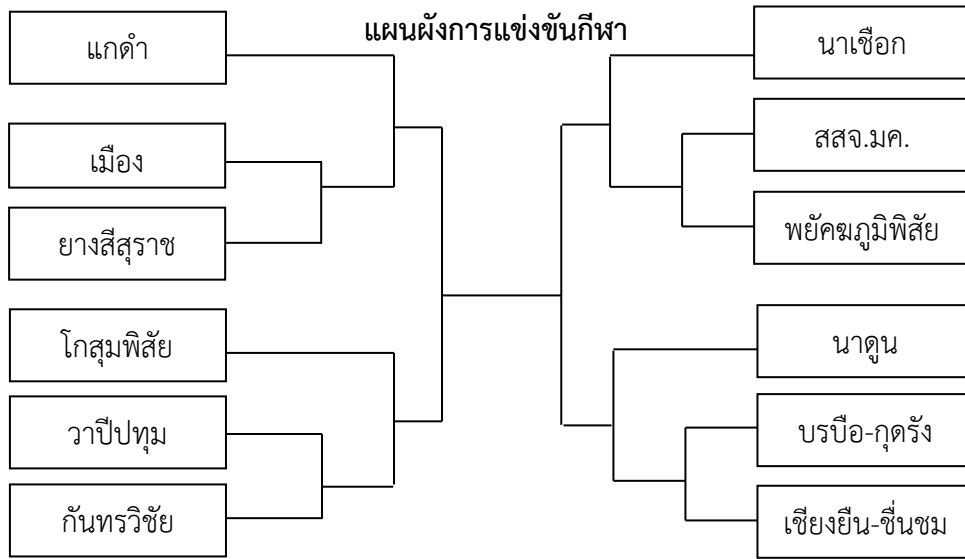 แผนผังการแข่งขันกีฬา
แกดำ
เมือง
ยางสีสุราช
โกสุมพิสัย
วาปีปทุม
กันทรวิชัย
นาเชือก
สสจ.มค.
พยัคฆภูมิพิสัย
นาดูน
บรบือ-กุดรัง
เชียงยืน-ชื่นชม